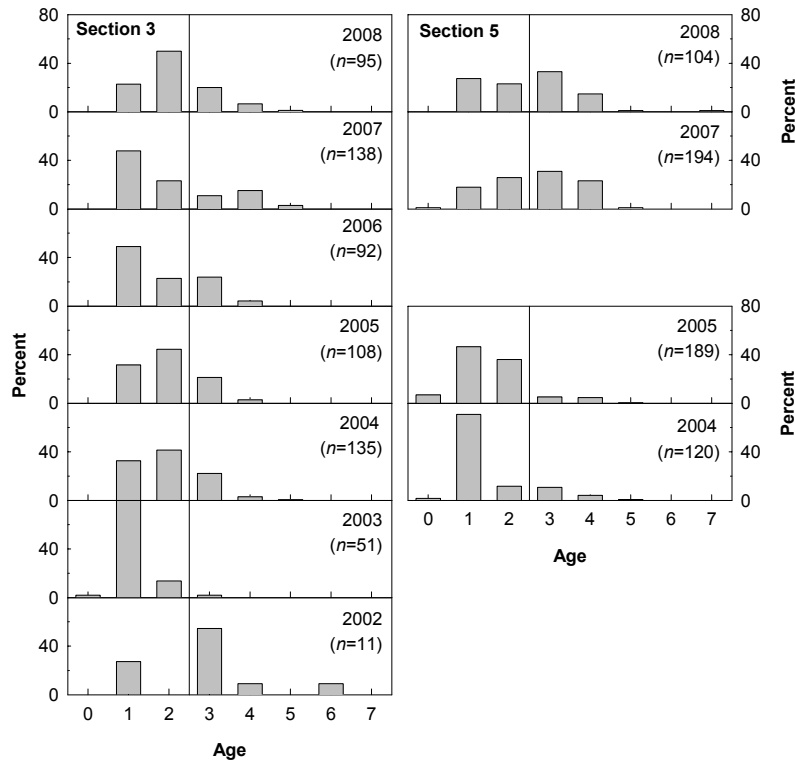 Section 3
2008
(n=95)
80
40
0
2007
(n=138)
40
0
2006
(n=92)
40
0
2005
(n=108)
40
0
2004
(n=135)
40
0
2003
(n=51)
40
0
2002
(n=11)
40
0
0 1 2 3 4 5 6 7
Age
Percent
Section 5
2008
(n=104)
80
40
0
Percent
2007
(n=194)
40
0
2005
(n=189)
80
40
0
Percent
2004
(n=120)
40
0
0 1 2 3 4 5 6 7
Age